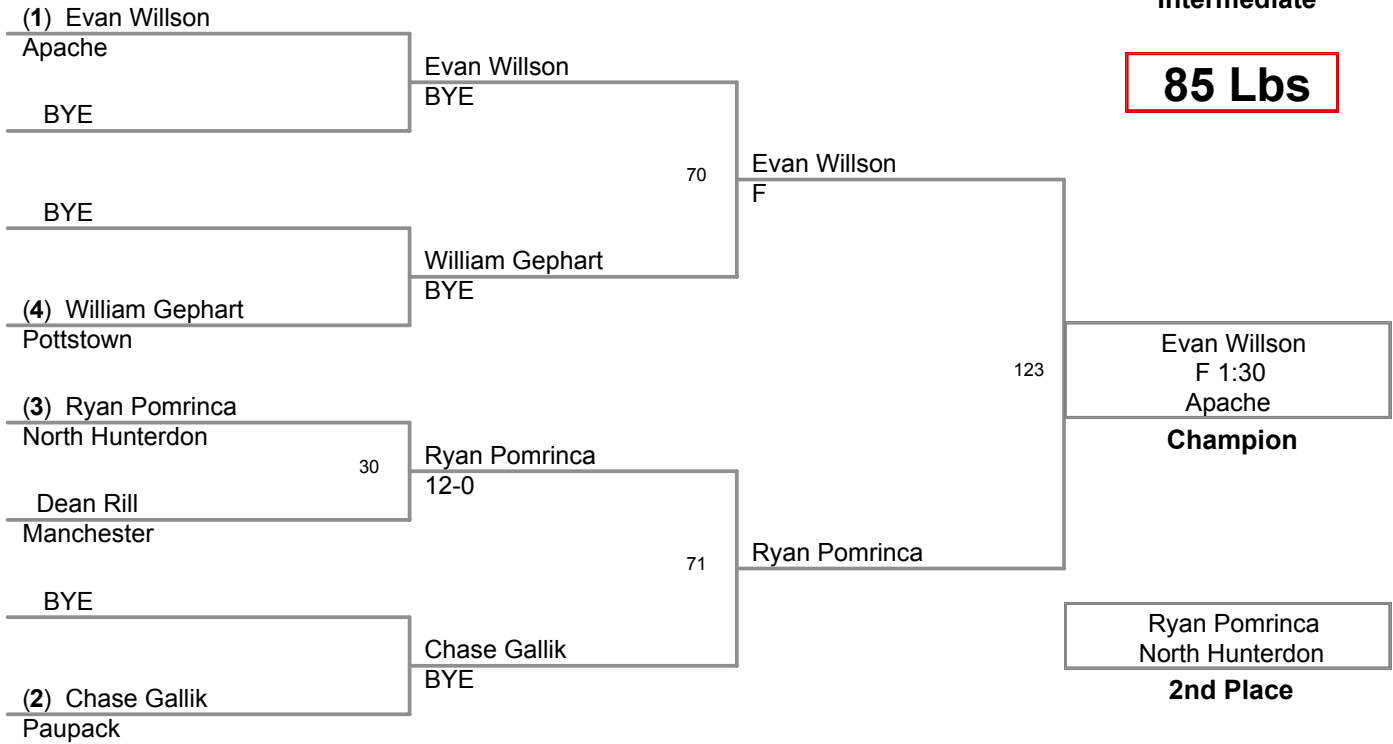 Intermediate
85 Lbs
(1) Evan Willson
Apache
BYE
BYE
(4) William Gephart
Pottstown
(3) Ryan Pomrinca
North Hunterdon
30
Dean Rill
Manchester
BYE
(2) Chase Gallik
Paupack
Evan Willson
BYE
70
William Gephart
BYE
Ryan Pomrinca
12-0
71
Chase Gallik
BYE
Evan Willson
F
123
Ryan Pomrinca
Evan Willson
F 1:30
Apache
Champion
Ryan Pomrinca
North Hunterdon
2nd Place